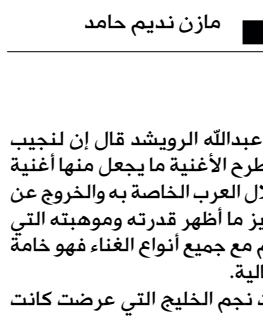 مازن نديم حامد
عبدالله الرويشد قال إن لنجيب
طرح الأغنية ما يجعل منها أغنية
لال العرب الخاصة به والخروج عن
يز ما أظهر قدرته وموهبته التي
م مع جميع أنواع الغناء فهو خامة
الية.
ت نجم الخليج التي عرضت كانت